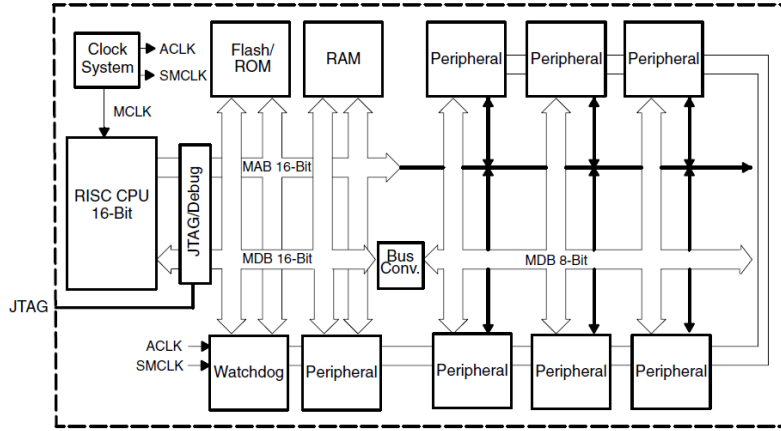 Clock
System
ACLK
SMCLK
MCLK
Flash/
ROM
RAM
Peripheral
Peripheral
Peripheral
RISC CPU
16-Bit
JTAG/Debug
MAB 16-Bit
MDB 16-Bit
Bus
Conv.
MDB 8-Bit
JTAG
ACLK
SMCLK
Watchdog
Peripheral
Peripheral
Peripheral
Peripheral